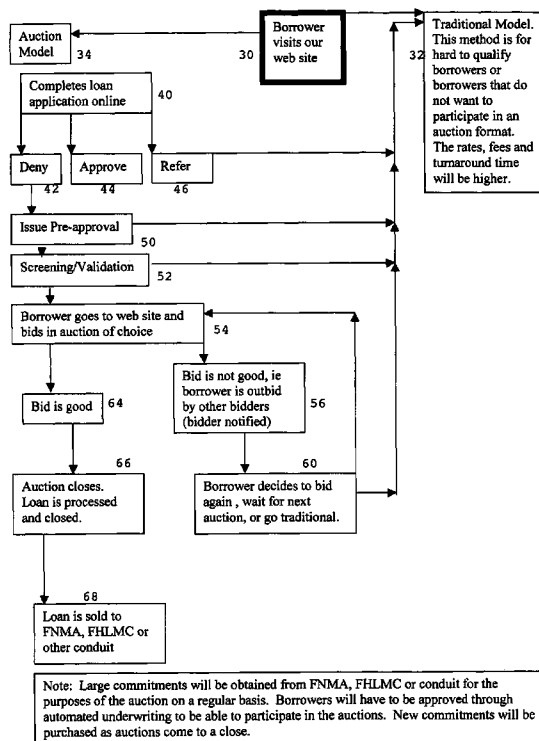 Auction
Model
34
Borrower
visits our
web site
30
Traditional Model.
This method is for
hard to qualify
borrowers or
borrowers that do
not want to
participate in an
auction format.
The rates, fees and
turnaround time
will be higher.
32
Completes loan
application online
40
Deny
Approve
Refer
42
44
46
Issue Pre-approval
50
Screening/Validation
52
Borrower goes to web site and
bids in auction of choice
54
Bid is good
64
Bid is not good, ie
borrower is outbid
by other bidders
(bidder notified)
56
66
Auction closes.
Loan is processed
and closed.
60
Borrower decides to bid
again , wait for next
auction, or go traditional.
68
Loan is sold to
FNMA, FHLMC or
other conduit
Note: Large commitments will be obtained from FNMA, FHLMC or conduit for the
purposes of the auction on a regular basis. Borrowers will have to be approved through
automated underwriting to be able to participate in the auctions. New commitments will be
purchased as auctions come to a close.